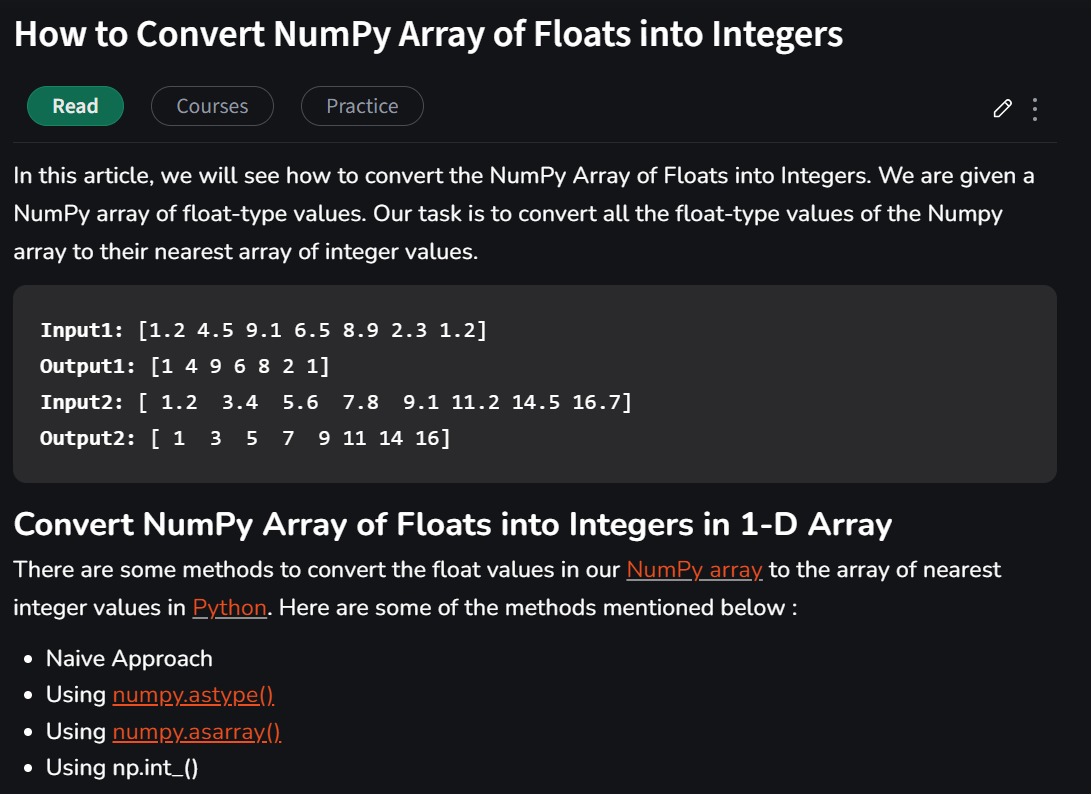 How to Convert NumPy Array of Floats into Integers
Read
Courses
Practice
In this article, we will see how to convert the NumPy Array of Floats into Integers. We are given a
NumPy array of float-type values. Our task is to convert all the float-type values of the Numpy
array to their nearest array of integer values.
Input1: [1.2 4.5 9.1 6.5 8.9 2.3 1.2]
Output1: [1 4 9 6 8 2 1]
Input2: [ 1.2  3.4  5.6  7.8  9.1 11.2 14.5 16.7]
Output2: [ 1  3  5  7  9 11 14 16]
Convert NumPy Array of Floats into Integers in 1-D Array
There are some methods to convert the float values in our NumPy array to the array of nearest
integer values in Python. Here are some of the methods mentioned below :
• Naive Approach
• Using numpy.astype()
• Using numpy.asarray()
• Using np.int_()